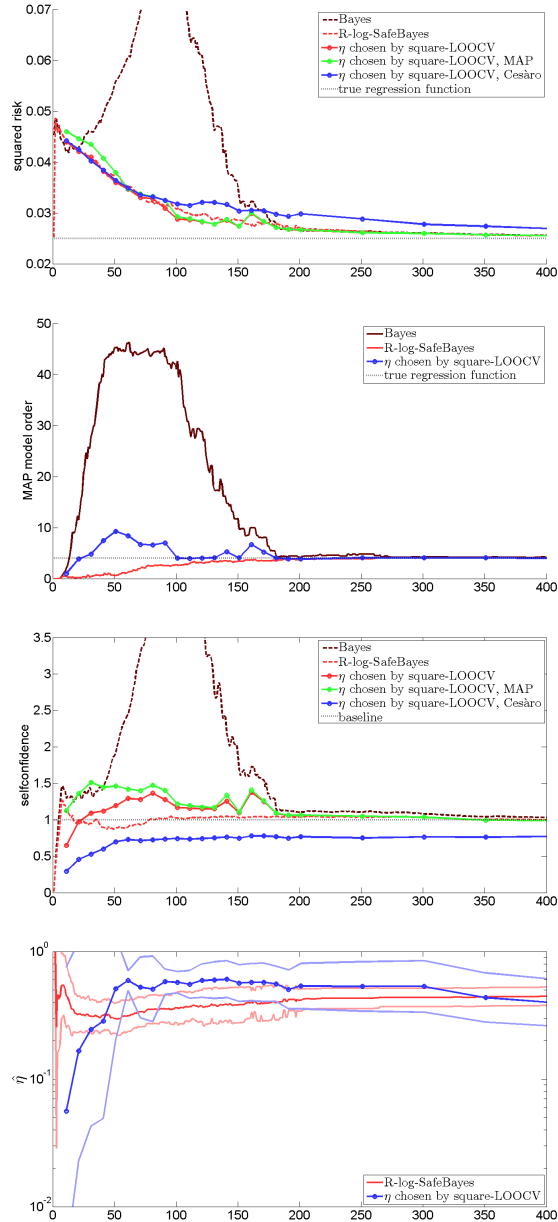 0.07
0.06
0.05
0.04
0.03
0.02
squared risk
Bayes
R-log-SafeBayes
η chosen by square-LOOCV
η chosen by square-LOOCV, MAP
η chosen by square-LOOCV, Cesàro
true regression function
0 50 100 150 200 250 300 350 400
50
40
30
20
10
0
MAP model order
Bayes
R-log-SafeBayes
η chosen by square-LOOCV
true regression function
0 50 100 150 200 250 300 350 400
3.5
3
2.5
2
1.5
1
0.5
0
selfconfidence
Bayes
R-log-SafeBayes
η chosen by square-LOOCV
η chosen by square-LOOCV, MAP
η chosen by square-LOOCV, Cesàro
baseline
0 50 100 150 200 250 300 350 400
10⁰
10⁻¹
10⁻²
η̂
R-log-SafeBayes
η chosen by square-LOOCV
0 50 100 150 200 250 300 350 400